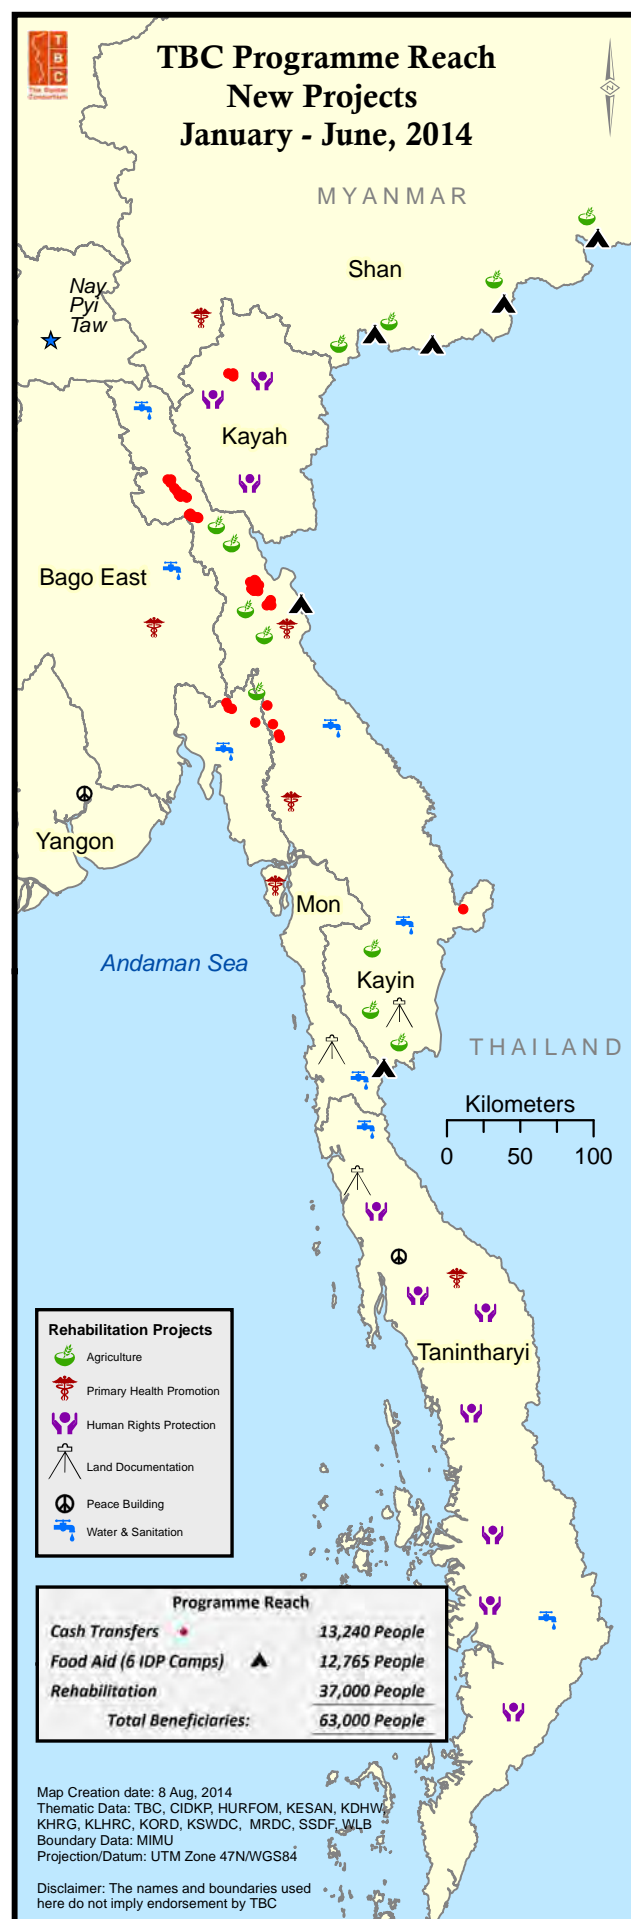 T
B
C
The Border
Consortium
TBC Programme Reach
New Projects
January - June, 2014
N
MYANMAR
Shan
Nay
Pyi
Taw
Kayah
Bago East
Yangon
Mon
Andaman Sea
Kayin
THAILAND
Kilometers
0 50 100
Tanintharyi
Rehabilitation Projects
Agriculture
Primary Health Promotion
Human Rights Protection
Land Documentation
Peace Building
Water & Sanitation
Programme Reach
Cash Transfers 13,240 People
Food Aid (6 IDP Camps) 12,765 People
Rehabilitation 37,000 People
Total Beneficiaries: 63,000 People
Map Creation date: 8 Aug, 2014
Thematic Data: TBC, CIDKP, HURFOM, KESAN, KDHW,
KHRG, KLHRC, KORD, KSWDC, MRDC, SSDF, WLB
Boundary Data: MIMU
Projection/Datum: UTM Zone 47N/WGS84
Disclaimer: The names and boundaries used
here do not imply endorsement by TBC